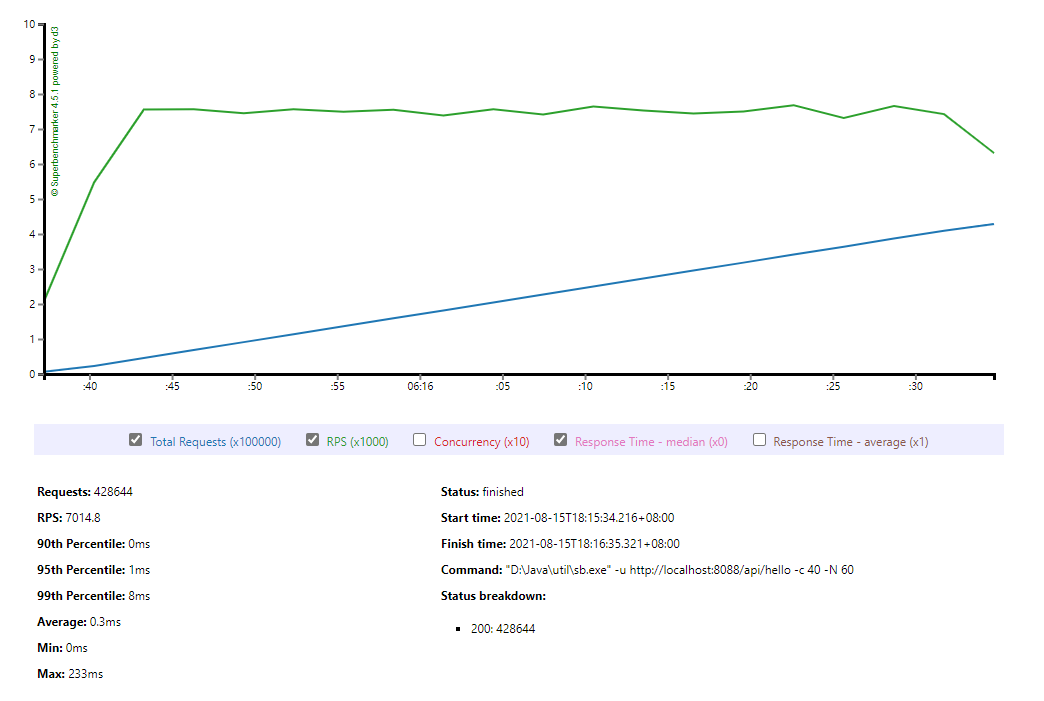 10
9
8
7
6
5
4
3
2
1
0
© Superbenchmarker 4.5.1 powered by d3
:40 :45 :50 :55 06:16 :05 :10 :15 :20 :25 :30
Total Requests (x100000) RPS (x1000) Concurrency (x10) Response Time - median (x0) Response Time - average (x1)
Requests: 428644
RPS: 7014.8
90th Percentile: 0ms
95th Percentile: 1ms
99th Percentile: 8ms
Average: 0.3ms
Min: 0ms
Max: 233ms
Status: finished
Start time: 2021-08-15T18:15:34.216+08:00
Finish time: 2021-08-15T18:16:35.321+08:00
Command: "D:\Java\util\sb.exe" -u http://localhost:8088/api/hello -c 40 -N 60
Status breakdown:
200: 428644